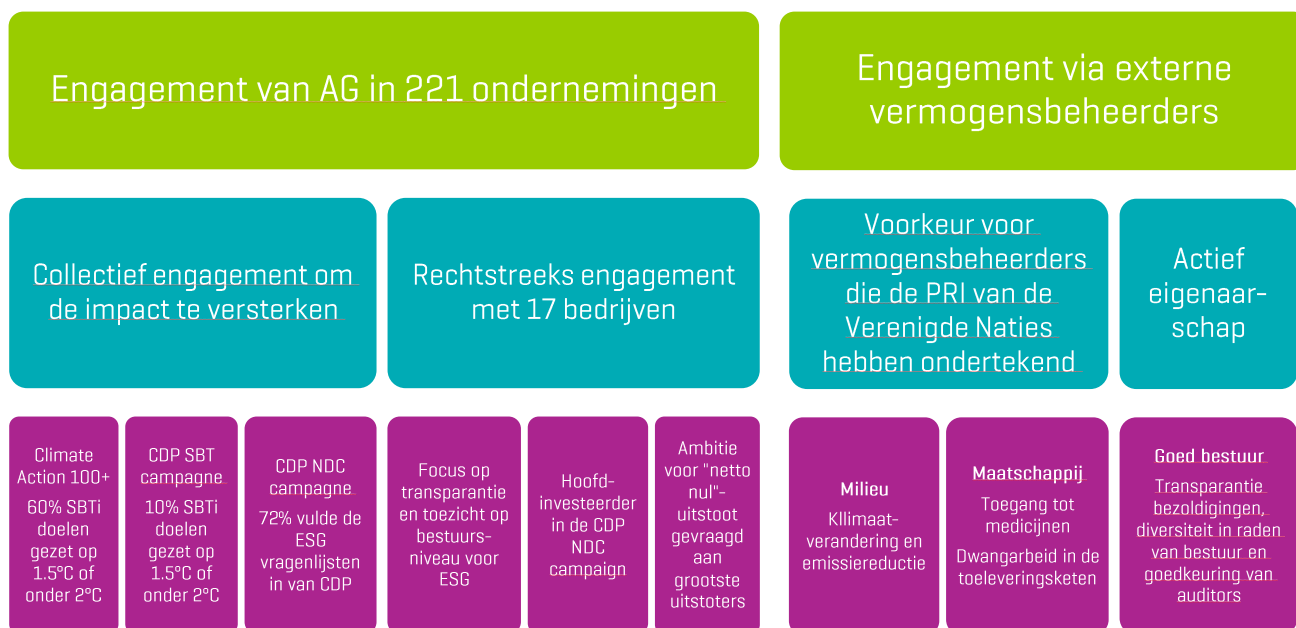 Engagement van AG in 221 ondernemingen
Engagement via externe
vermogensbeheerders
Collectief engagement om
de impact te versterken
Rechtstreeks engagement
met 17 bedrijven
Voorkeur voor
vermogensbeheerders
die de PRI van de
Verenigde Naties
hebben ondertekend
Actief
eigenaar-
schap
Climate
Action 100+
60% SBTi
doelen
gezet op
1.5°C of
onder 2°C
CDP SBT
campagne
10% SBTi
doelen
gezet op
1.5°C of
onder 2°C
CDP NDC
campagne
72% vulde de
ESG
vragenlijsten
in van CDP
Focus op
transparantie
en toezicht op
bestuurs-
niveau voor
ESG
Hoofd-
investeerder
in de CDP
NDC
campaign
Ambitie
voor "netto
nul"-
uitstoot
gevraagd
aan
grootste
uitstoters
Milieu
Kllimaat-
verandering en
emissiereductie
Maatschappij
Toegang tot
medicijnen
Dwangarbeid in de
toeleveringsketen
Goed bestuur
Transparantie
bezoldigingen,
diversiteit in raden
van bestuur en
goedkeuring van
auditors